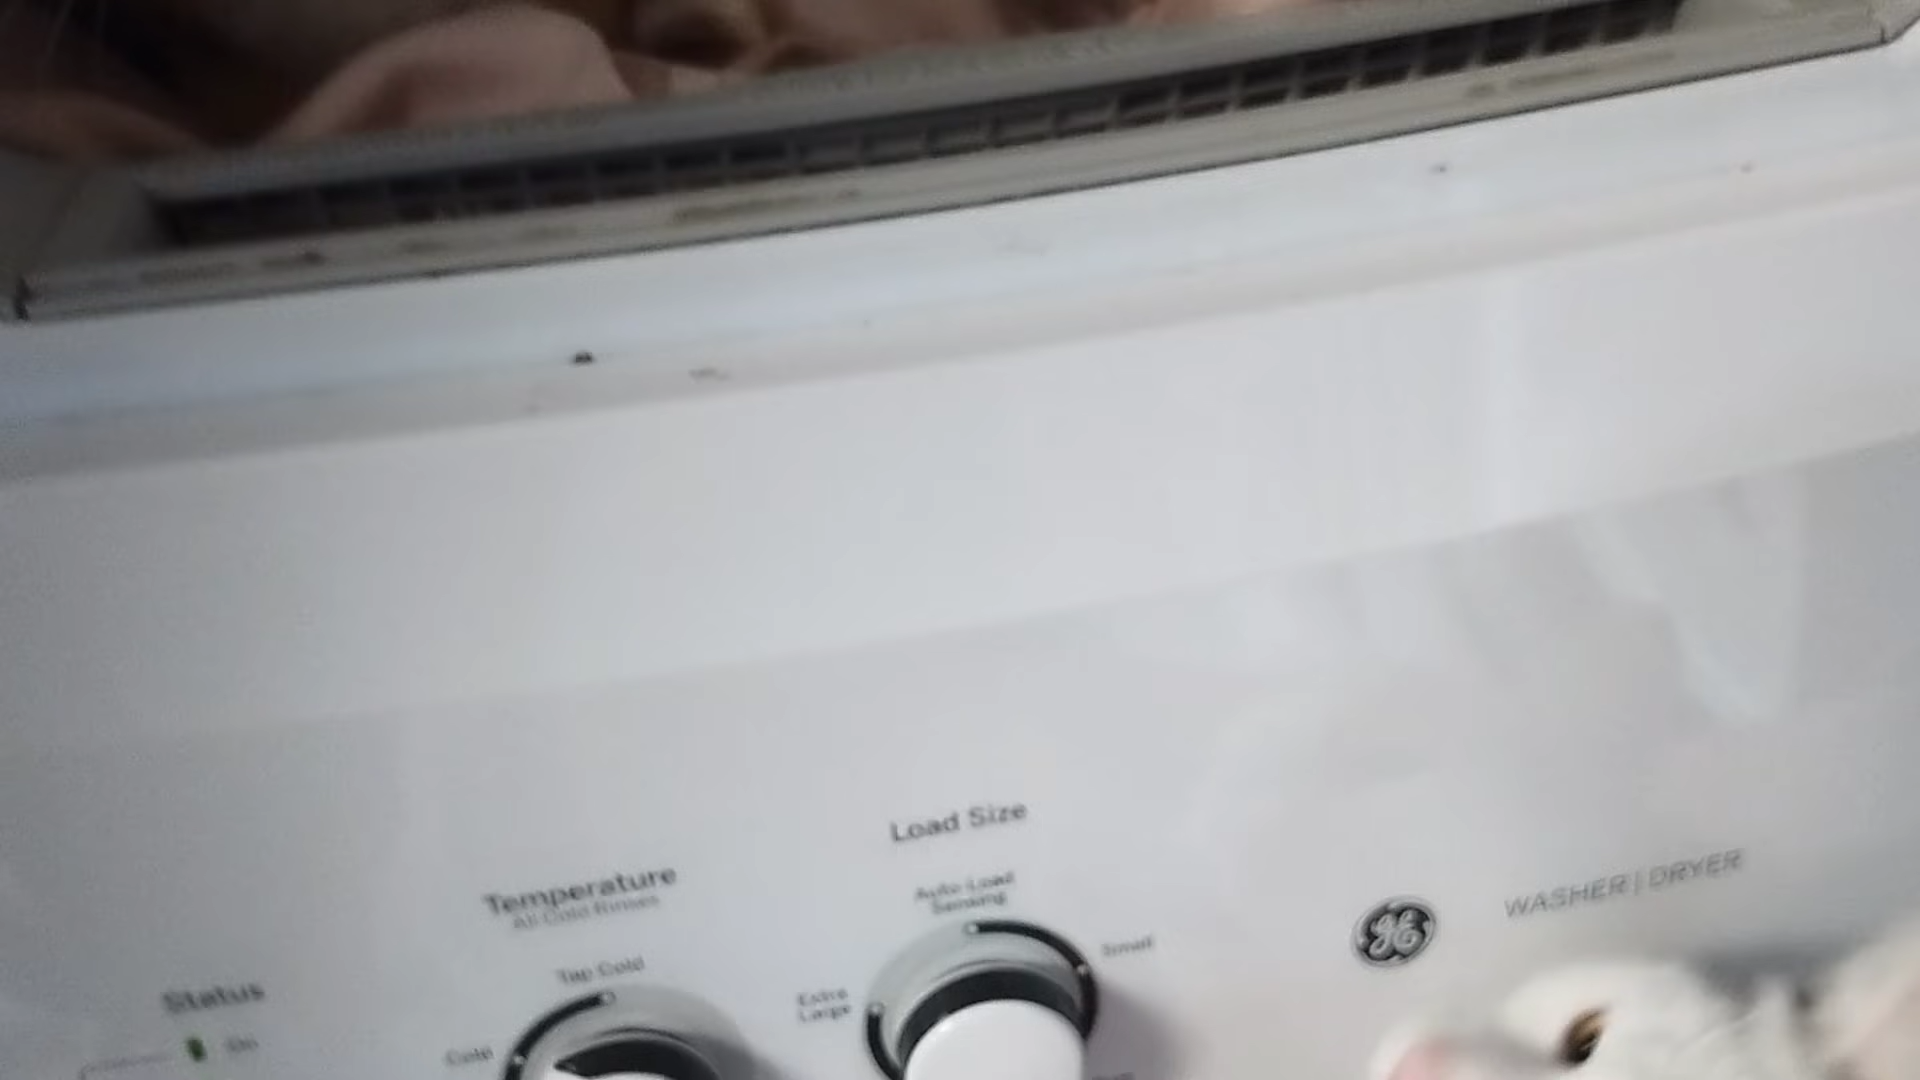 Load Size
Temperature
All Cold Rinses
Auto-Load
Sensing
WASHER | DRYER
Small
Tap Cold
Extra
Large
Status
On
Cold
GE